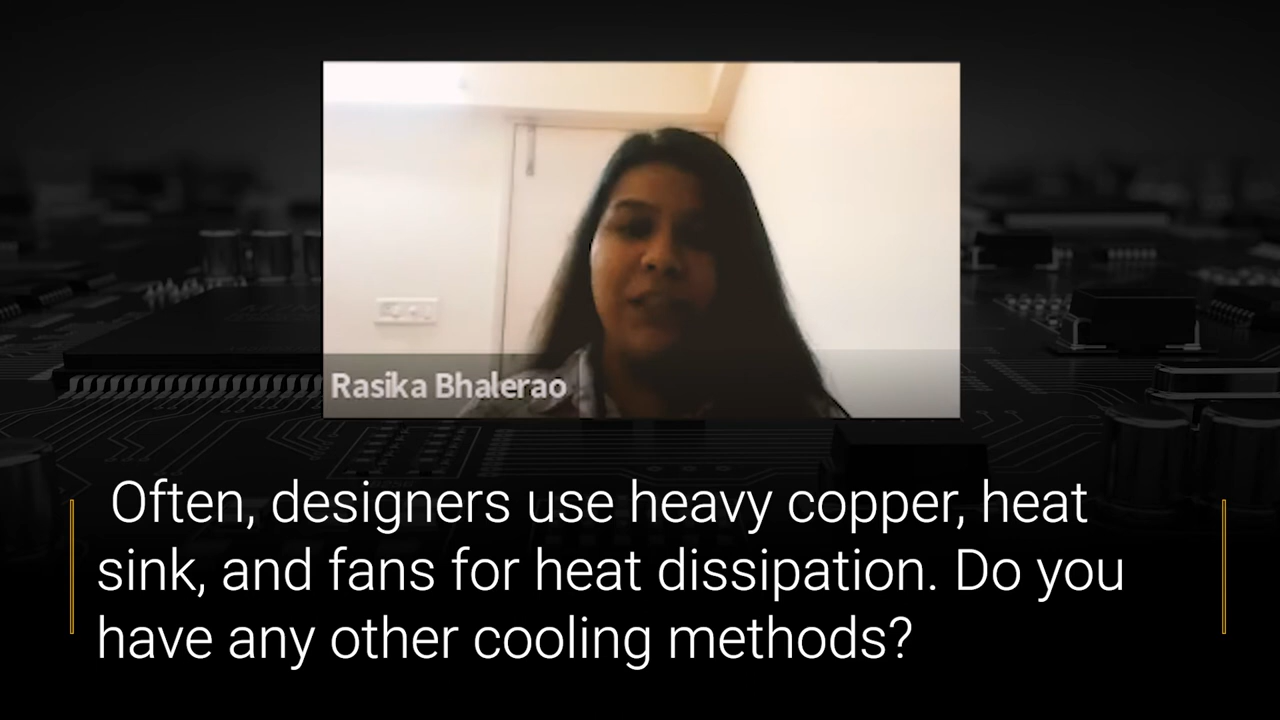 Rasika Bhalerao
Often, designers use heavy copper, heat
sink, and fans for heat dissipation. Do you
have any other cooling methods?